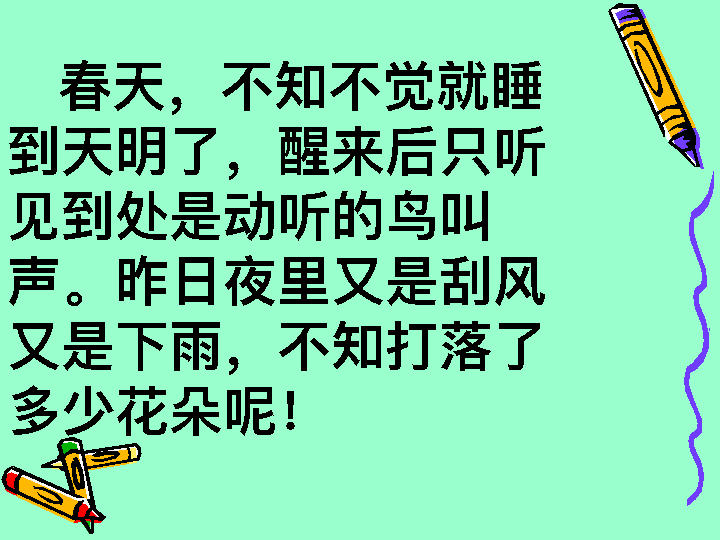 春天，不知不觉就睡
到天明了，醒来后只听
见到处是动听的鸟叫
声。昨日夜里又是刮风
又是下雨，不知打落了
多少花朵呢！